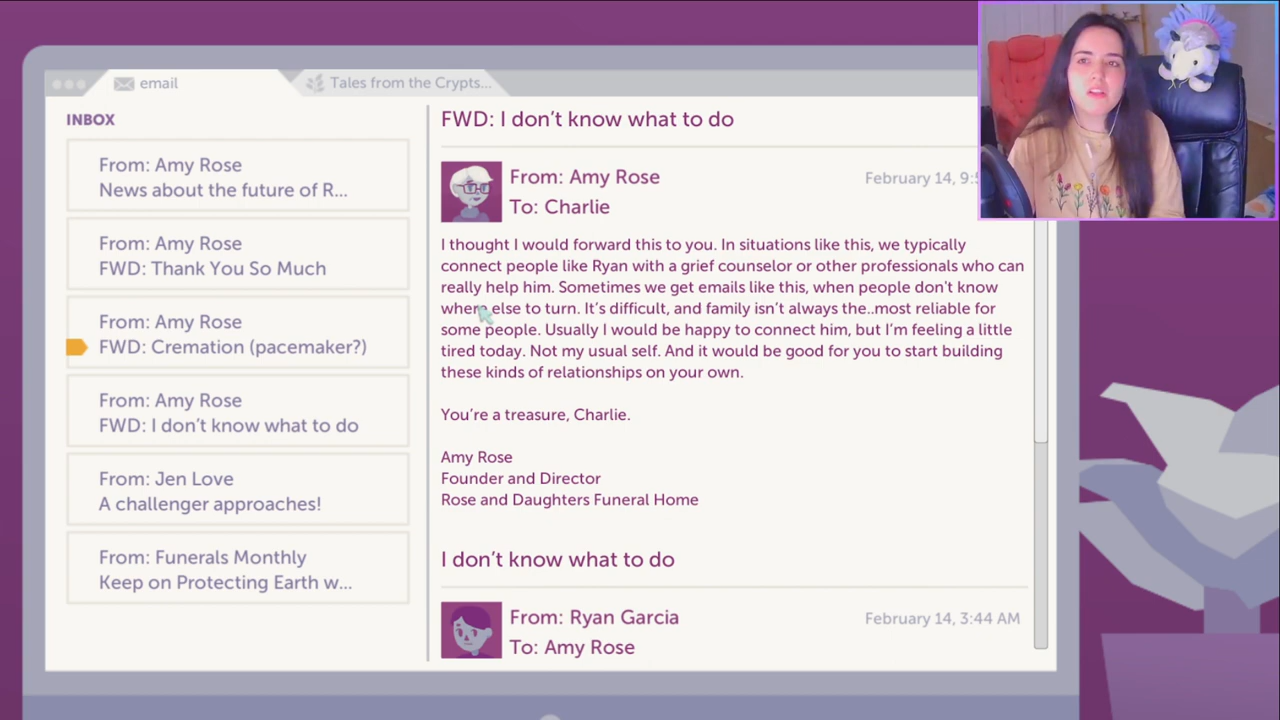 email
Tales from the Crypts...
INBOX
From: Amy Rose
News about the future of R...
From: Amy Rose
FWD: Thank You So Much
From: Amy Rose
FWD: Cremation (pacemaker?)
From: Amy Rose
FWD: I don't know what to do
From: Jen Love
A challenger approaches!
From: Funerals Monthly
Keep on Protecting Earth w...
FWD: I don't know what to do
From: Amy Rose
February 14, 9:5
To: Charlie
I thought I would forward this to you. In situations like this, we typically
connect people like Ryan with a grief counselor or other professionals who can
really help him. Sometimes we get emails like this, when people don't know
where else to turn. It's difficult, and family isn't always the..most reliable for
some people. Usually I would be happy to connect him, but I'm feeling a little
tired today. Not my usual self. And it would be good for you to start building
these kinds of relationships on your own.
You're a treasure, Charlie.
Amy Rose
Founder and Director
Rose and Daughters Funeral Home
I don't know what to do
From: Ryan Garcia
February 14, 3:44 AM
To: Amy Rose